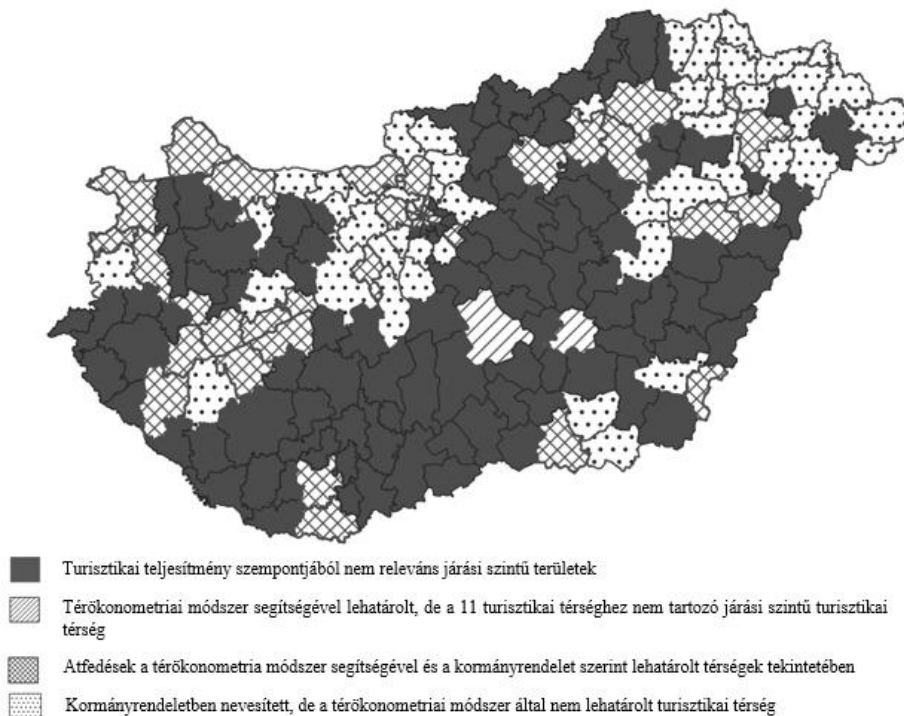 Turisztikai teljesítmény szempontjából nem releváns járási szintű területek
Térökonometriai módszer segítségével lehatárolt, de a 11 turisztikai térséghez nem tartozó járási szintű turisztikai
térség
Atfedések a térökonometria módszer segítségével és a kormányrendelet szerint lehatárolt térségek tekintetében
Kormányrendeletben nevesített, de a térökonometriai módszer által nem lehatárolt turisztikai térség